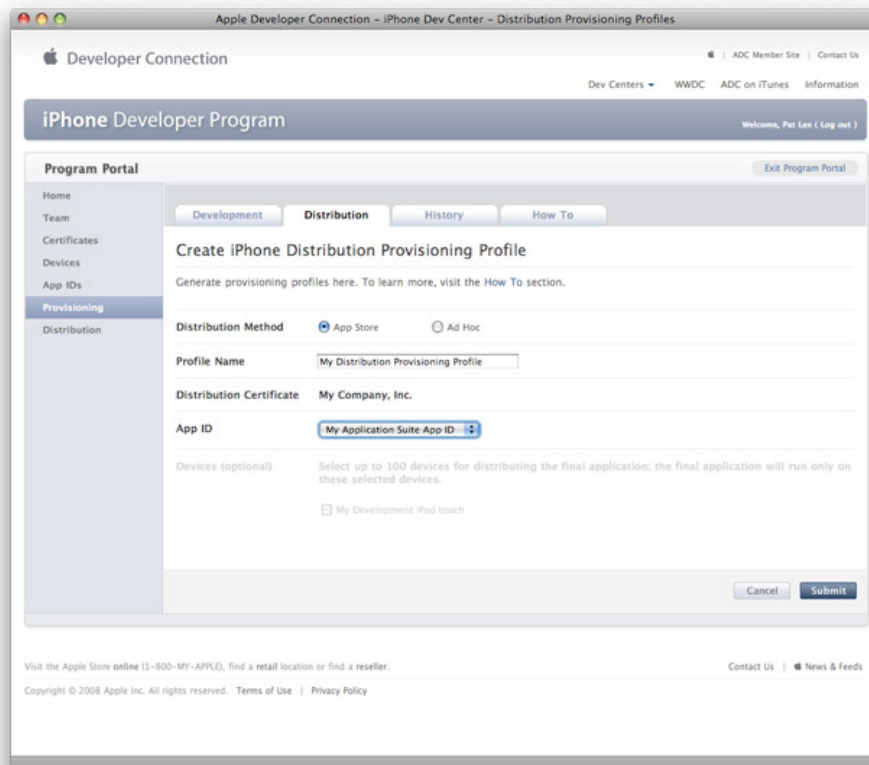 Apple Developer Connection – iPhone Dev Center – Distribution Provisioning Profiles
Developer Connection
| ADC Member Site | Contact Us
Dev Centers WWDC ADC on iTunes Information
iPhone Developer Program
Welcome, Pat Lee ( Log out )
Program Portal
Exit Program Portal
Home
Team
Certificates
Devices
App IDs
Provisioning
Distribution
Development Distribution History How To
Create iPhone Distribution Provisioning Profile
Generate provisioning profiles here. To learn more, visit the How To section.
Distribution Method App Store Ad Hoc
Profile Name My Distribution Provisioning Profile
Distribution Certificate My Company, Inc.
App ID My Application Suite App ID
Devices (optional) Select up to 100 devices for distributing the final application; the final application will run only on
these selected devices.
My Development iPod touch
Cancel Submit
Visit the Apple Store online (1-800-MY-APPLE), find a retail location or find a reseller.
Contact Us | News & Feeds
Copyright © 2008 Apple Inc. All rights reserved. Terms of Use | Privacy Policy